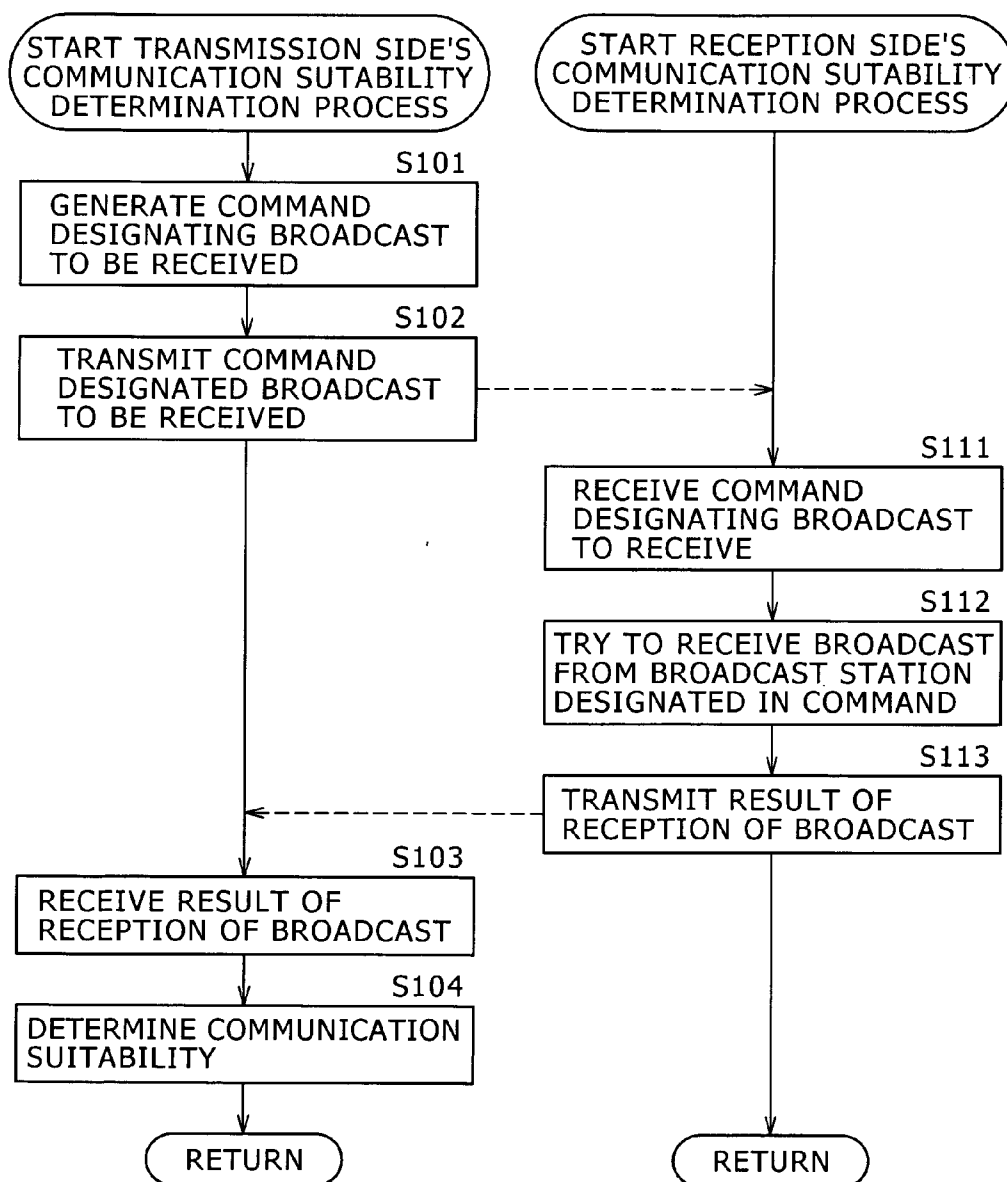 START TRANSMISSION SIDE'S
COMMUNICATION SUTABILITY
DETERMINATION PROCESS
S101
GENERATE COMMAND
DESIGNATING BROADCAST
TO BE RECEIVED
S102
TRANSMIT COMMAND
DESIGNATED BROADCAST
TO BE RECEIVED
S103
RECEIVE RESULT OF
RECEPTION OF BROADCAST
S104
DETERMINE COMMUNICATION
SUITABILITY
RETURN
START RECEPTION SIDE'S
COMMUNICATION SUTABILITY
DETERMINATION PROCESS
S111
RECEIVE COMMAND
DESIGNATING BROADCAST
TO RECEIVE
S112
TRY TO RECEIVE BROADCAST
FROM BROADCAST STATION
DESIGNATED IN COMMAND
S113
TRANSMIT RESULT OF
RECEPTION OF BROADCAST
RETURN